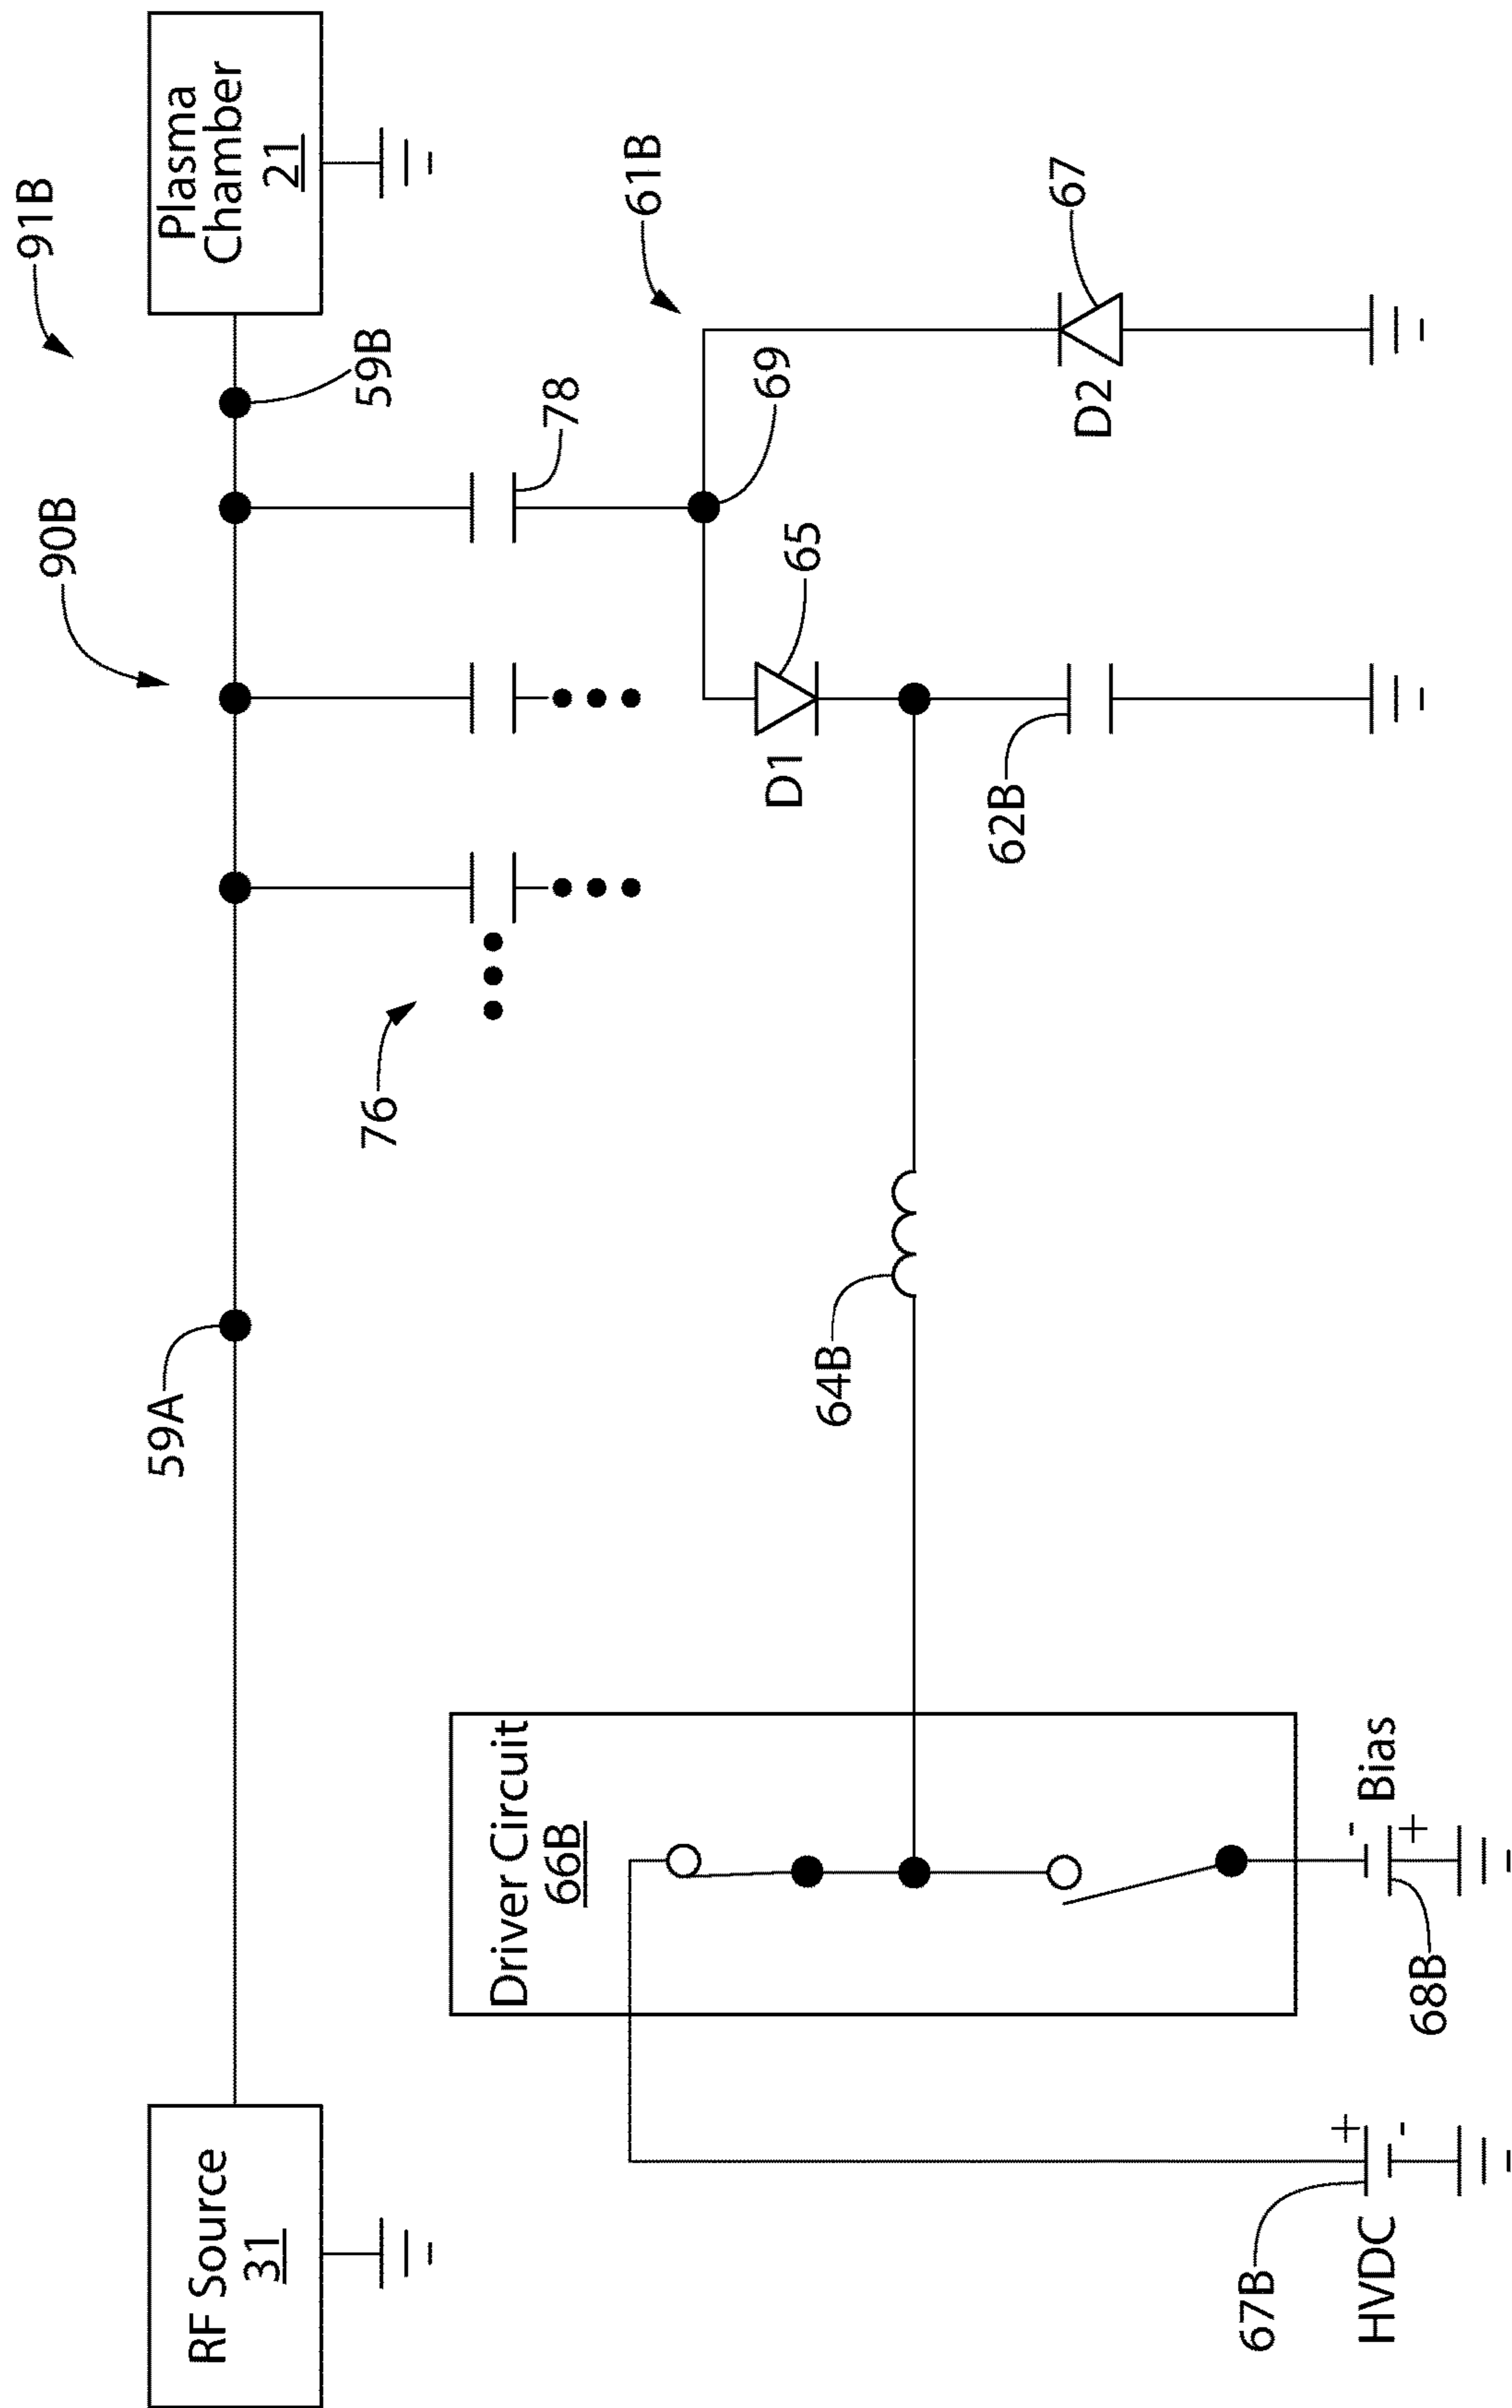 91B
90B
Plasma
Chamber
21
59A
59B
RF Source
31
76
78
61B
69
65
D1
67
D2
62B
64B
Driver Circuit
66B
67B
+
-
HVDC
68B
-
+
Bias